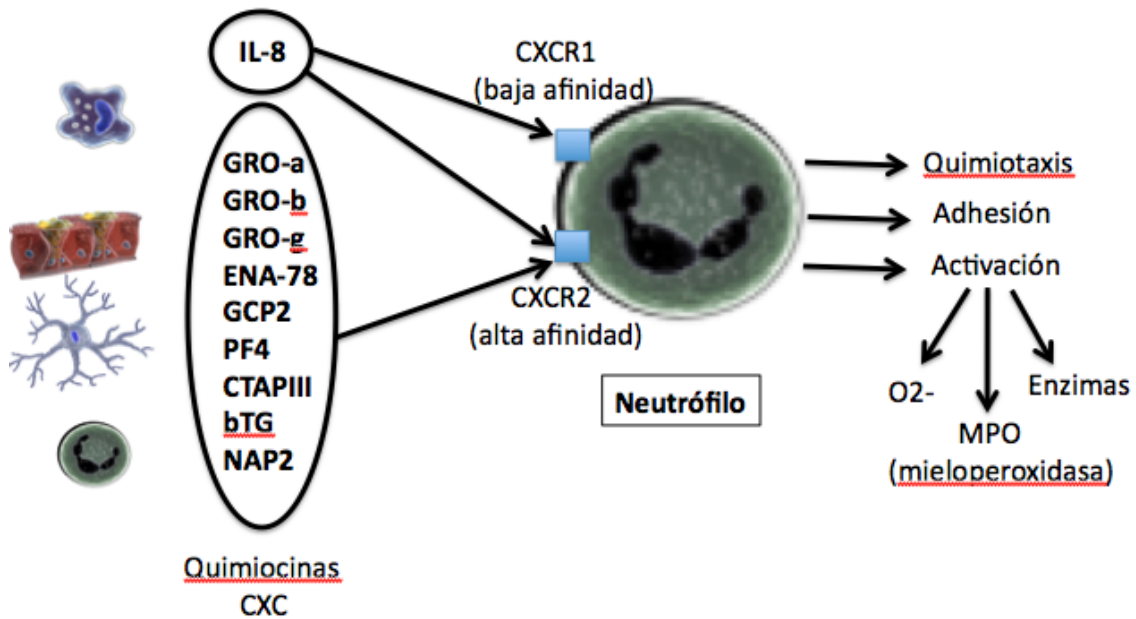 IL-8
GRO-a
GRO-b
GRO-g
ENA-78
GCP2
PF4
CTAPIII
bTG
NAP2
Quimiocinas
CXC
CXCR1
(baja afinidad)
CXCR2
(alta afinidad)
Neutrófilo
Quimiotaxis
Adhesión
Activación
O2-
MPO
(mieloperoxidasa)
Enzimas